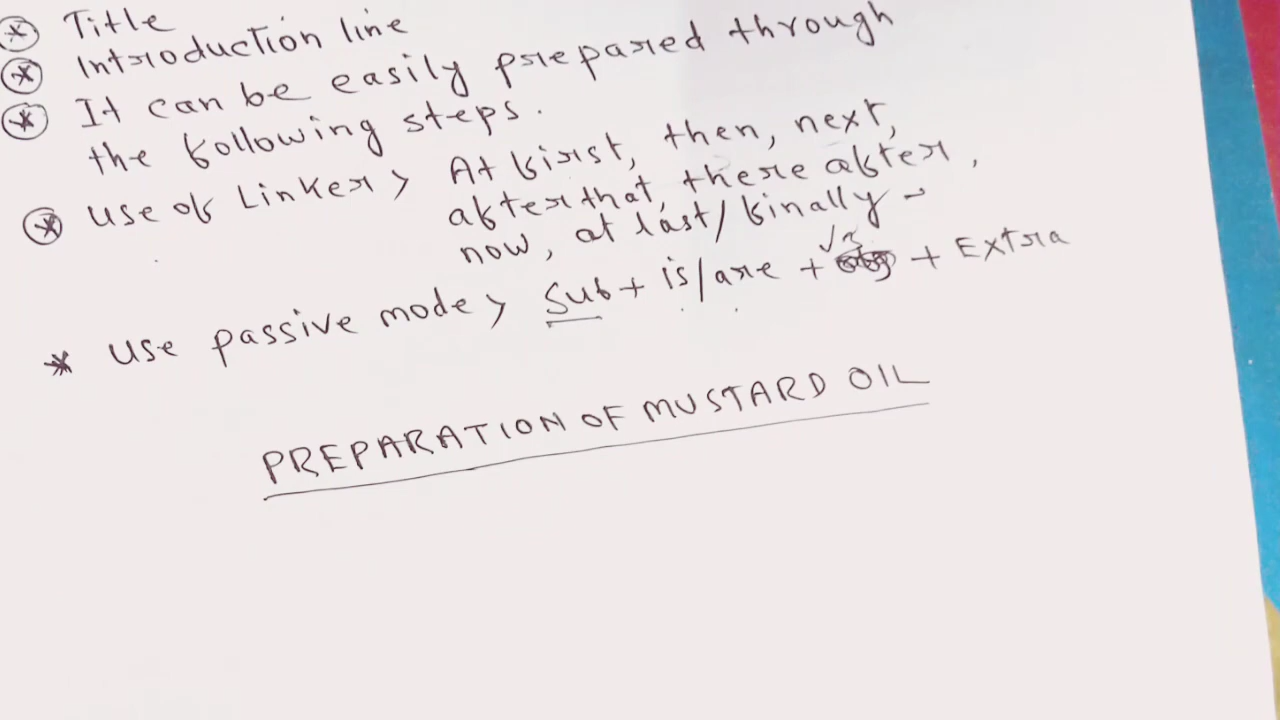 * Title
* Introduction line
* It can be easily prepared through
the following steps.
* Use of Linker > At first, then, next,
after that, there after,
now, at last/finally -
* Use passive mode > Sub + is/are + V3 + Extra
PREPARATION OF MUSTARD OIL